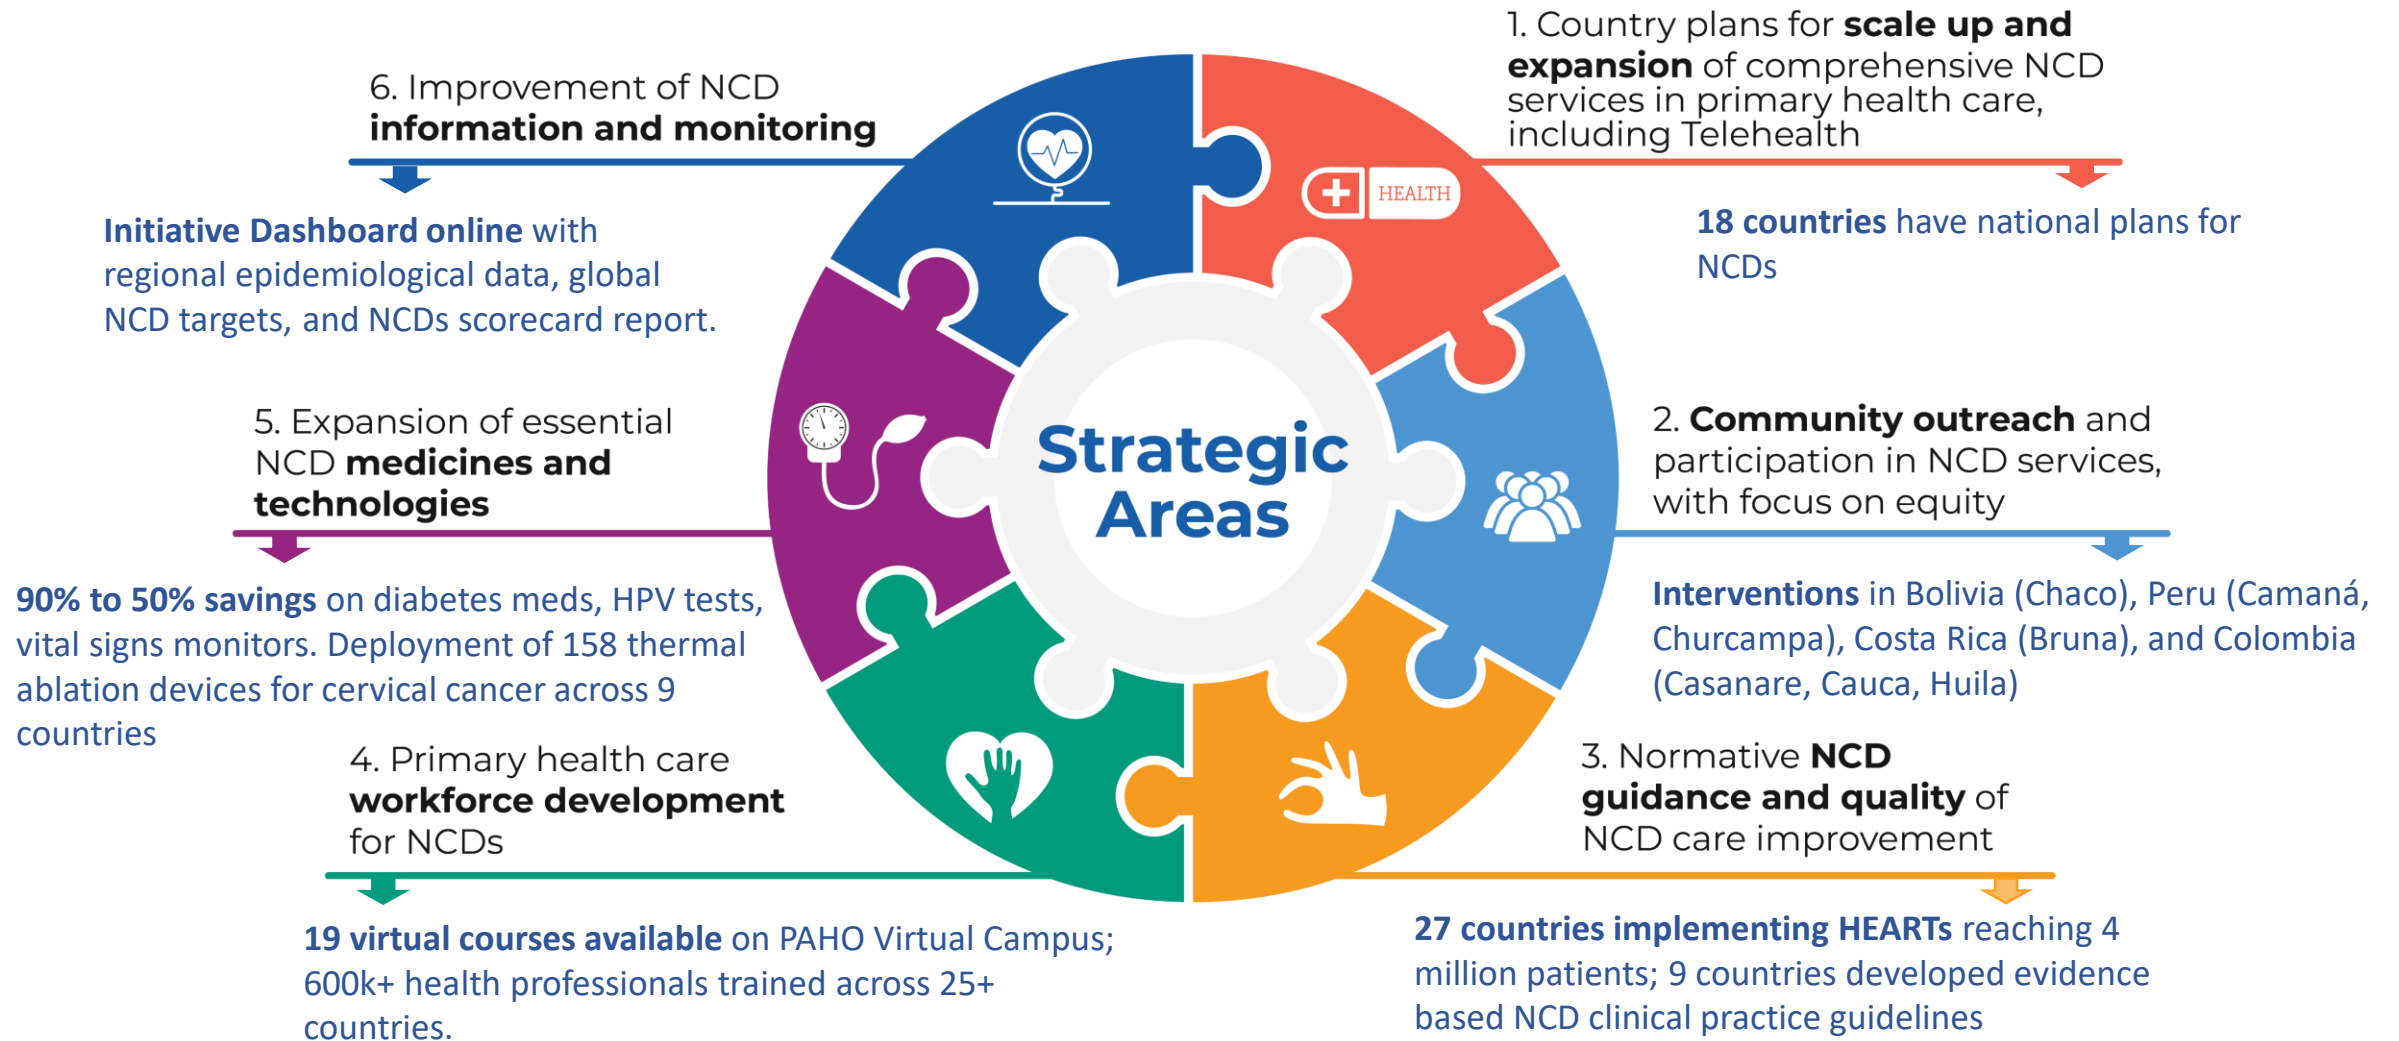 1. Country plans for scale up and
expansion of comprehensive NCD
services in primary health care,
including Telehealth
18 countries have national plans for
NCDs
2. Community outreach and
participation in NCD services,
with focus on equity
Interventions in Bolivia (Chaco), Peru (Camaná,
Churcampa), Costa Rica (Bruna), and Colombia
(Casanare, Cauca, Huila)
3. Normative NCD
guidance and quality of
NCD care improvement
27 countries implementing HEARTs reaching 4
million patients; 9 countries developed evidence
based NCD clinical practice guidelines
4. Primary health care
workforce development
for NCDs
19 virtual courses available on PAHO Virtual Campus;
600k+ health professionals trained across 25+
countries.
5. Expansion of essential
NCD medicines and
technologies
90% to 50% savings on diabetes meds, HPV tests,
vital signs monitors. Deployment of 158 thermal
ablation devices for cervical cancer across 9
countries
6. Improvement of NCD
information and monitoring
Initiative Dashboard online with
regional epidemiological data, global
NCD targets, and NCDs scorecard report.
HEALTH
Strategic
Areas